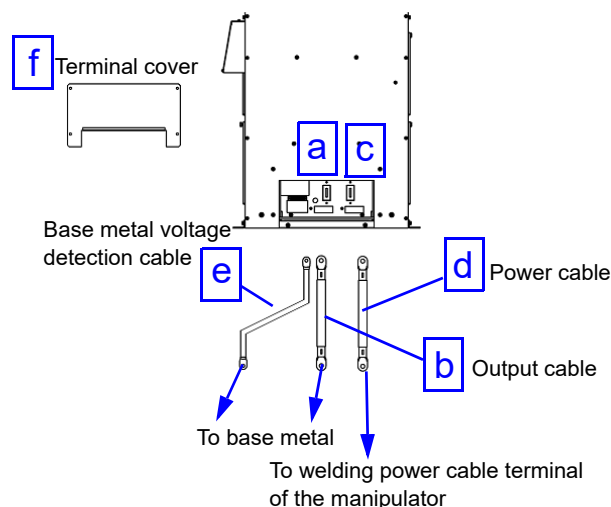 f
Terminal cover
a
c
Base metal voltage
detection cable
e
d
Power cable
b
Output cable
To base metal
To welding power cable terminal
of the manipulator